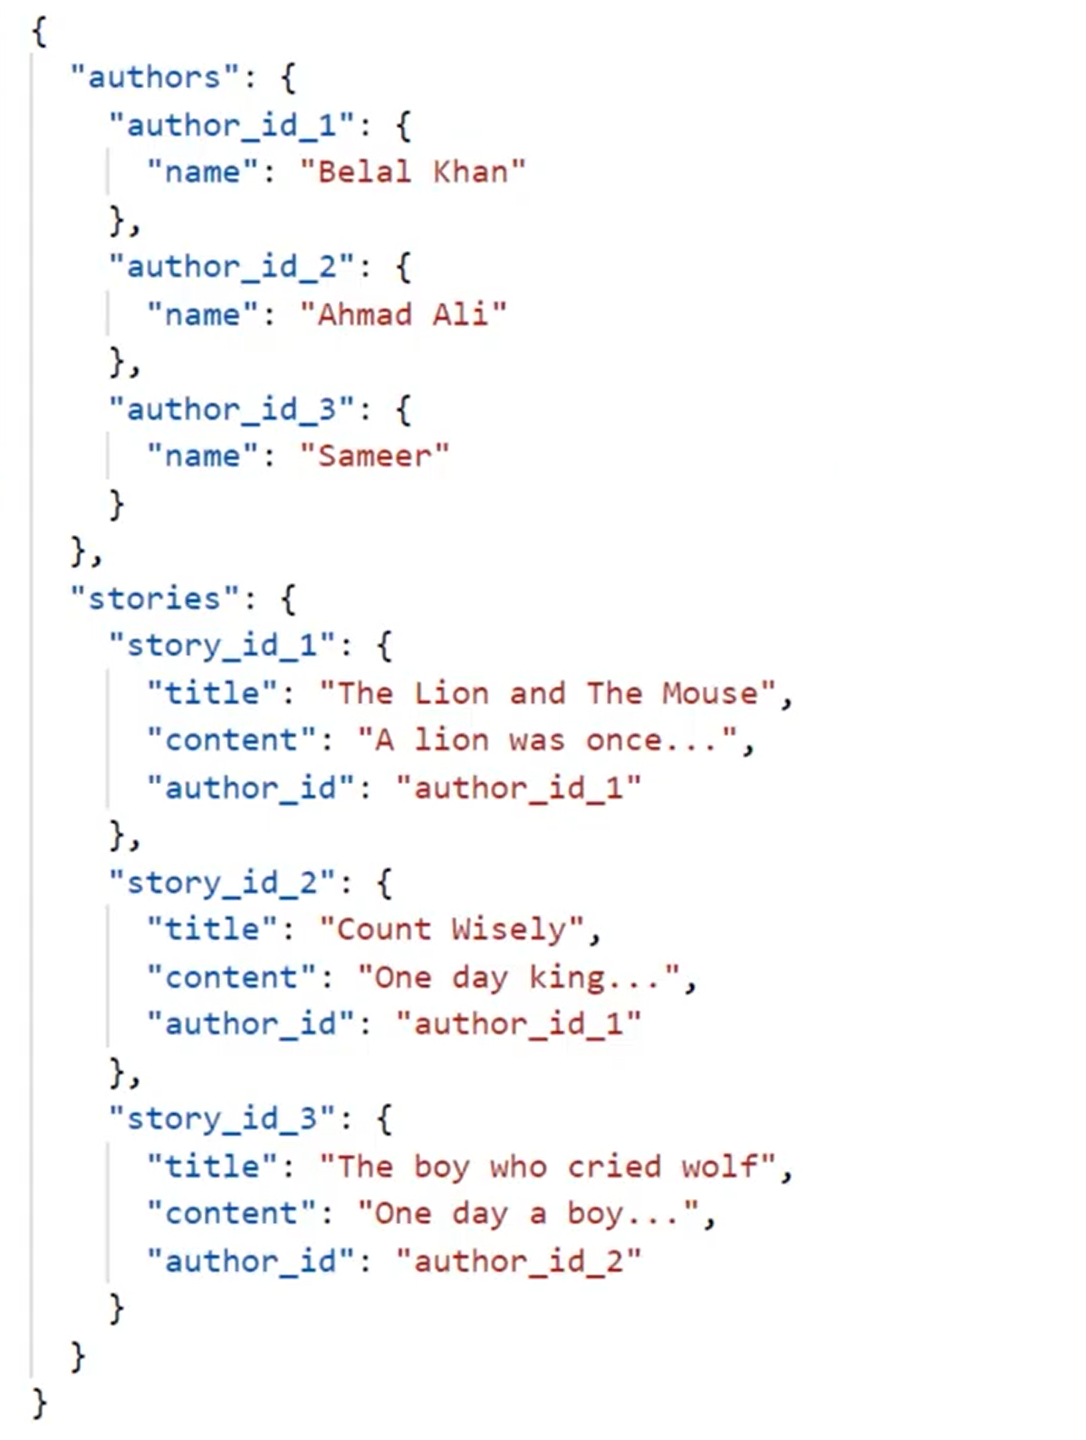 {
  "authors": {
    "author_id_1": {
      "name": "Belal Khan"
    },
    "author_id_2": {
      "name": "Ahmad Ali"
    },
    "author_id_3": {
      "name": "Sameer"
    }
  },
  "stories": {
    "story_id_1": {
      "title": "The Lion and The Mouse",
      "content": "A lion was once...",
      "author_id": "author_id_1"
    },
    "story_id_2": {
      "title": "Count Wisely",
      "content": "One day king...",
      "author_id": "author_id_1"
    },
    "story_id_3": {
      "title": "The boy who cried wolf",
      "content": "One day a boy...",
      "author_id": "author_id_2"
    }
  }
}